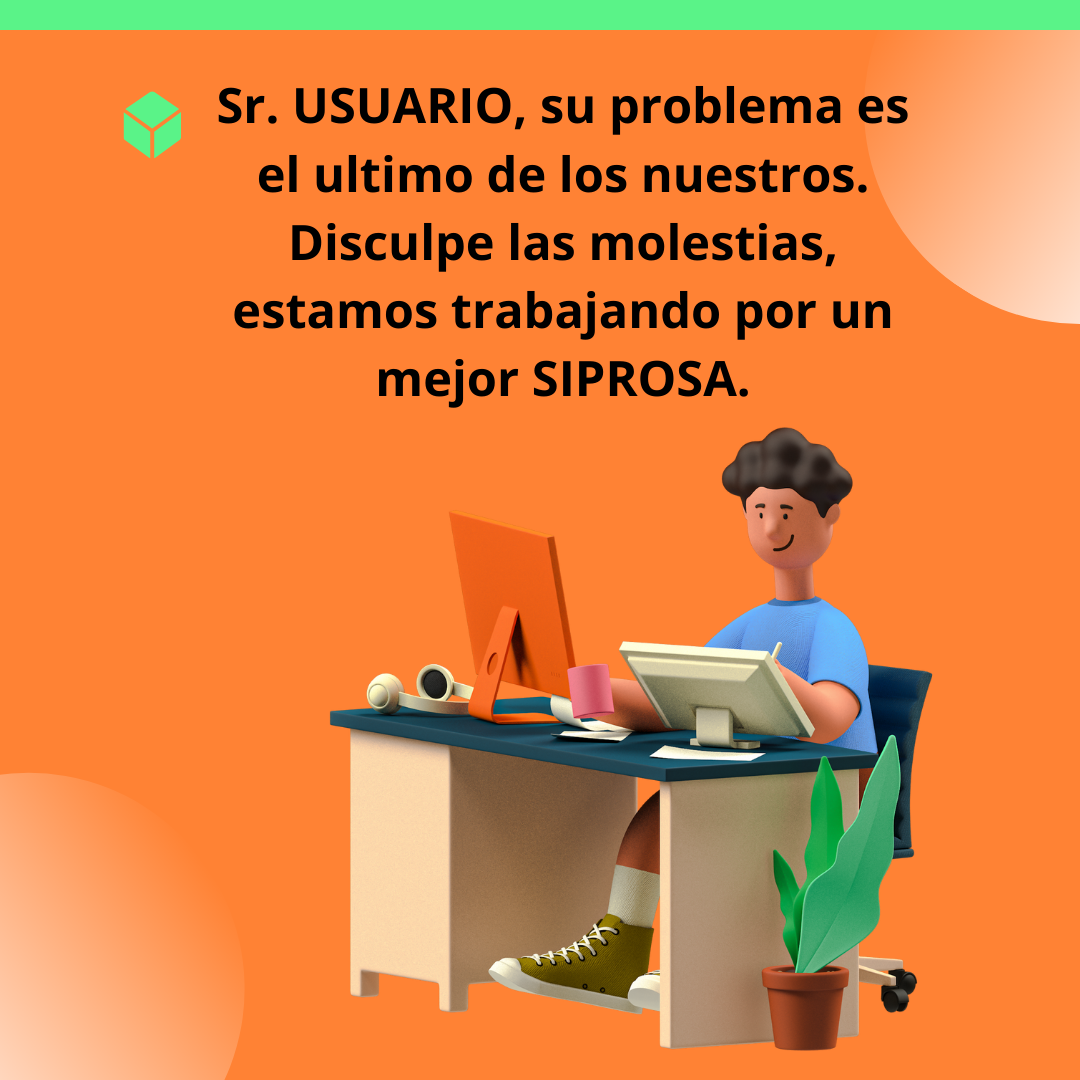 Sr. USUARIO, su problema es
el ultimo de los nuestros.
Disculpe las molestias,
estamos trabajando por un
mejor SIPROSA.